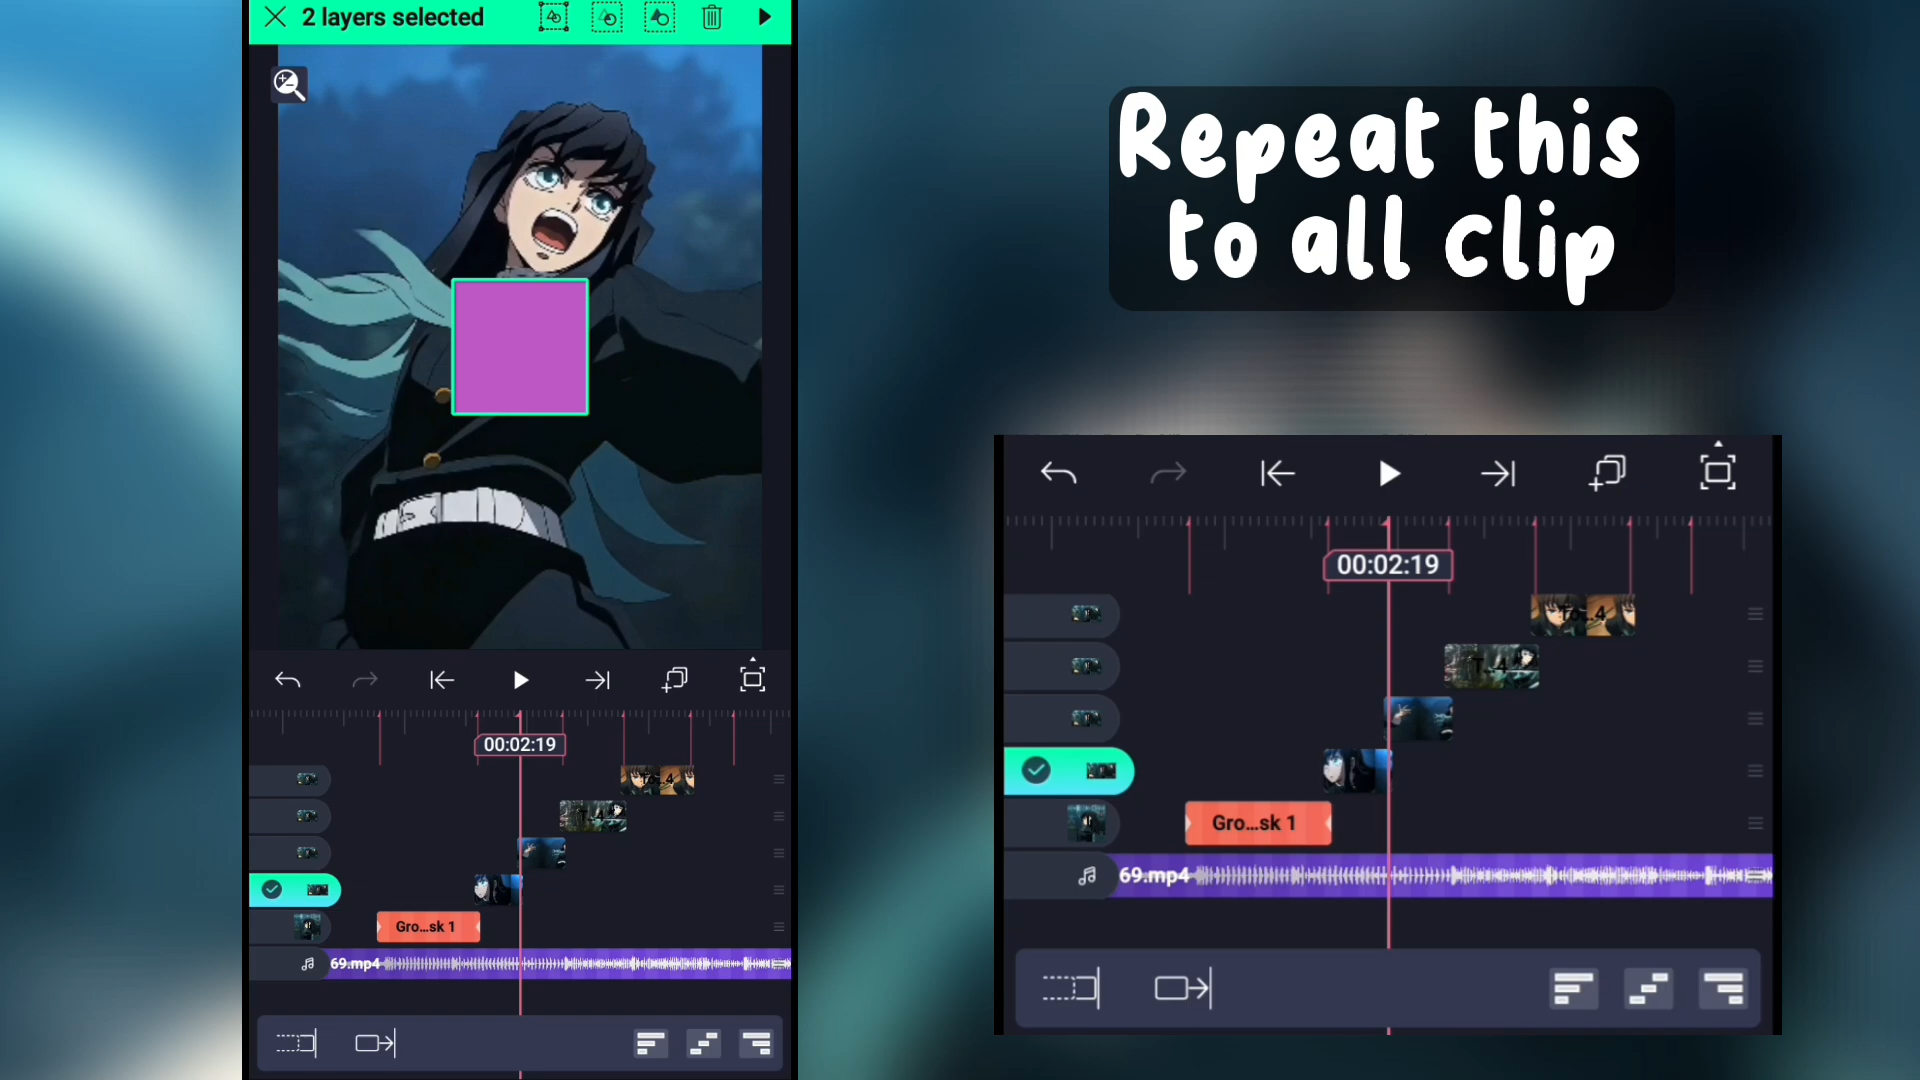 2 layers selected
Repeat this
to all clip
00:02:19
Gro...sk 1
69.mp4
00:02:19
Gro...sk 1
69.mp4